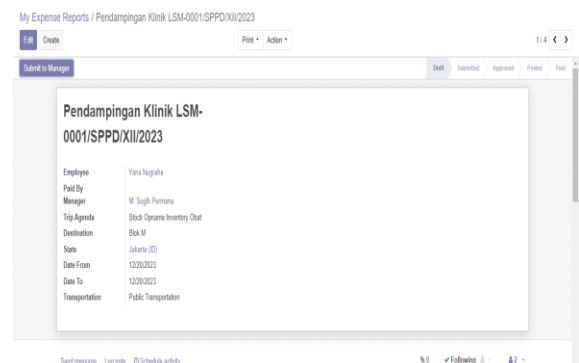 My Expense Reports / Pendampingan Klinik LSM-0001/SPPD/XII/2023
Edit Create Print Action 1 / 4
Submit to Manager Draft Submitted Approved Posted Paid
Pendampingan Klinik LSM-
0001/SPPD/XII/2023
Employee Yana Nugraha
Paid By
Manager M. Sugih Permana
Trip Agenda Stock Opname Inventory Obat
Destination Blok M
State Jakarta (ID)
Date From 12/20/2023
Date To 12/20/2023
Transportation Public Transportation
Send message Log note Schedule activity 0 Following 2